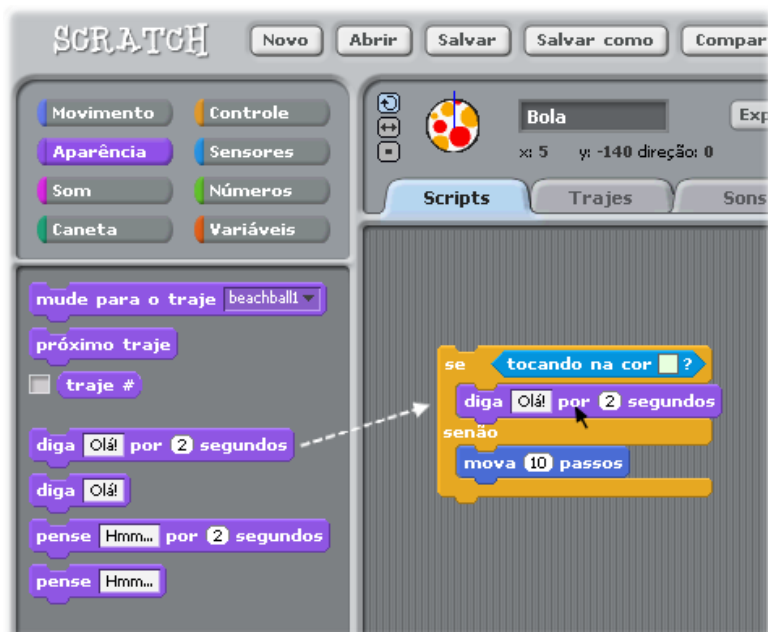 SCRATCH Novo Abrir Salvar Salvar como Compar
Movimento Controle
Aparência Sensores
Som Números
Caneta Variáveis
Bola Exp
x: 5 y: -140 direção: 0
Scripts Trajes Sons
mude para o traje beachball1
próximo traje
traje #
diga Olá! por 2 segundos
diga Olá!
pense Hmm... por 2 segundos
pense Hmm...
se tocando na cor ?
diga Olá! por 2 segundos
senão
mova 10 passos